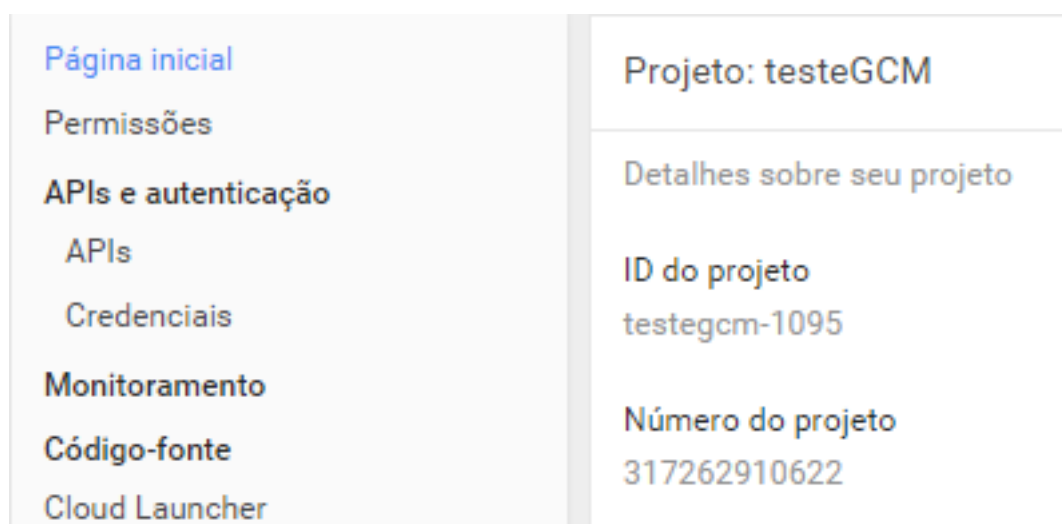 Página inicial
Permissões
APIs e autenticação
APIs
Credenciais
Monitoramento
Código-fonte
Cloud Launcher
Projeto: testeGCM
Detalhes sobre seu projeto
ID do projeto
testegcm-1095
Número do projeto
317262910622